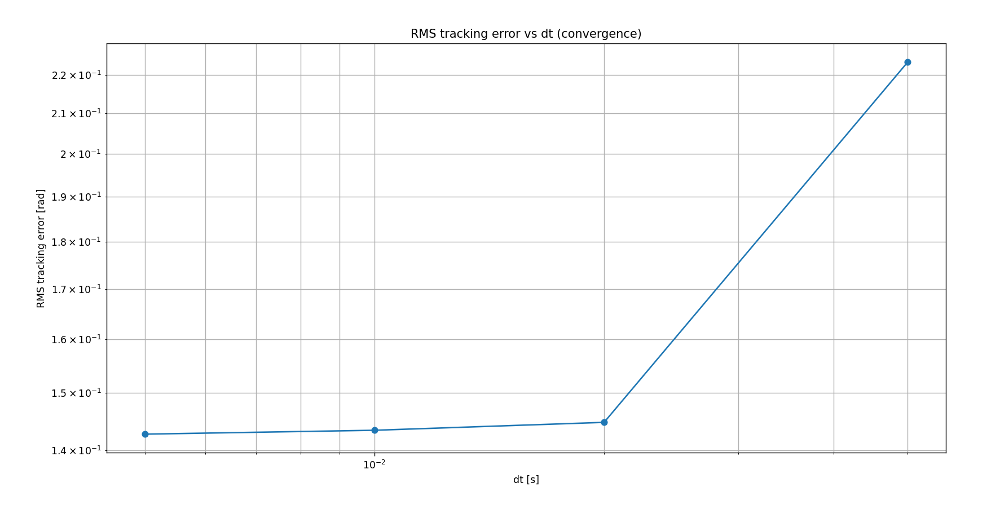 RMS tracking error vs dt (convergence)
2.2 × 10⁻¹
2.1 × 10⁻¹
2 × 10⁻¹
1.9 × 10⁻¹
1.8 × 10⁻¹
1.7 × 10⁻¹
1.6 × 10⁻¹
1.5 × 10⁻¹
1.4 × 10⁻¹
RMS tracking error [rad]
10⁻²
dt [s]